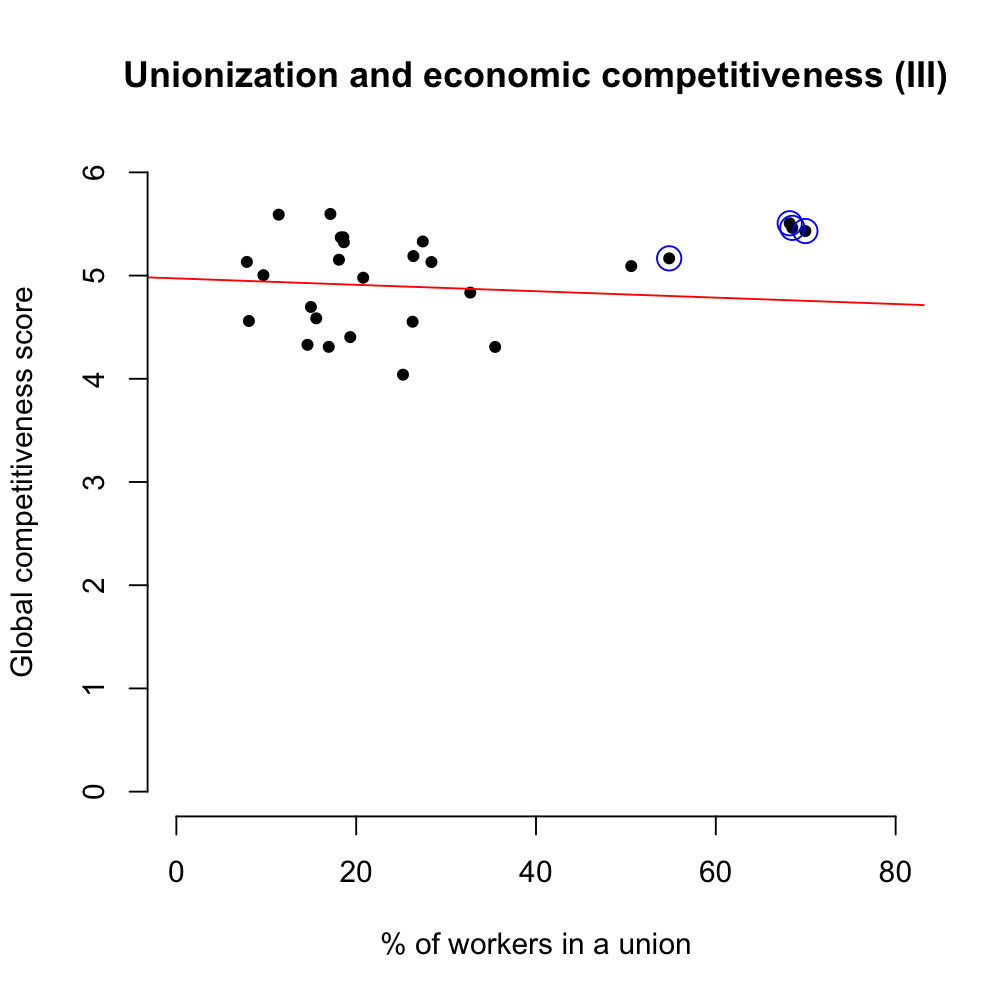 Unionization and economic competitiveness (III)
Global competitiveness score
6
5
4
3
2
1
0
0 20 40 60 80
% of workers in a union